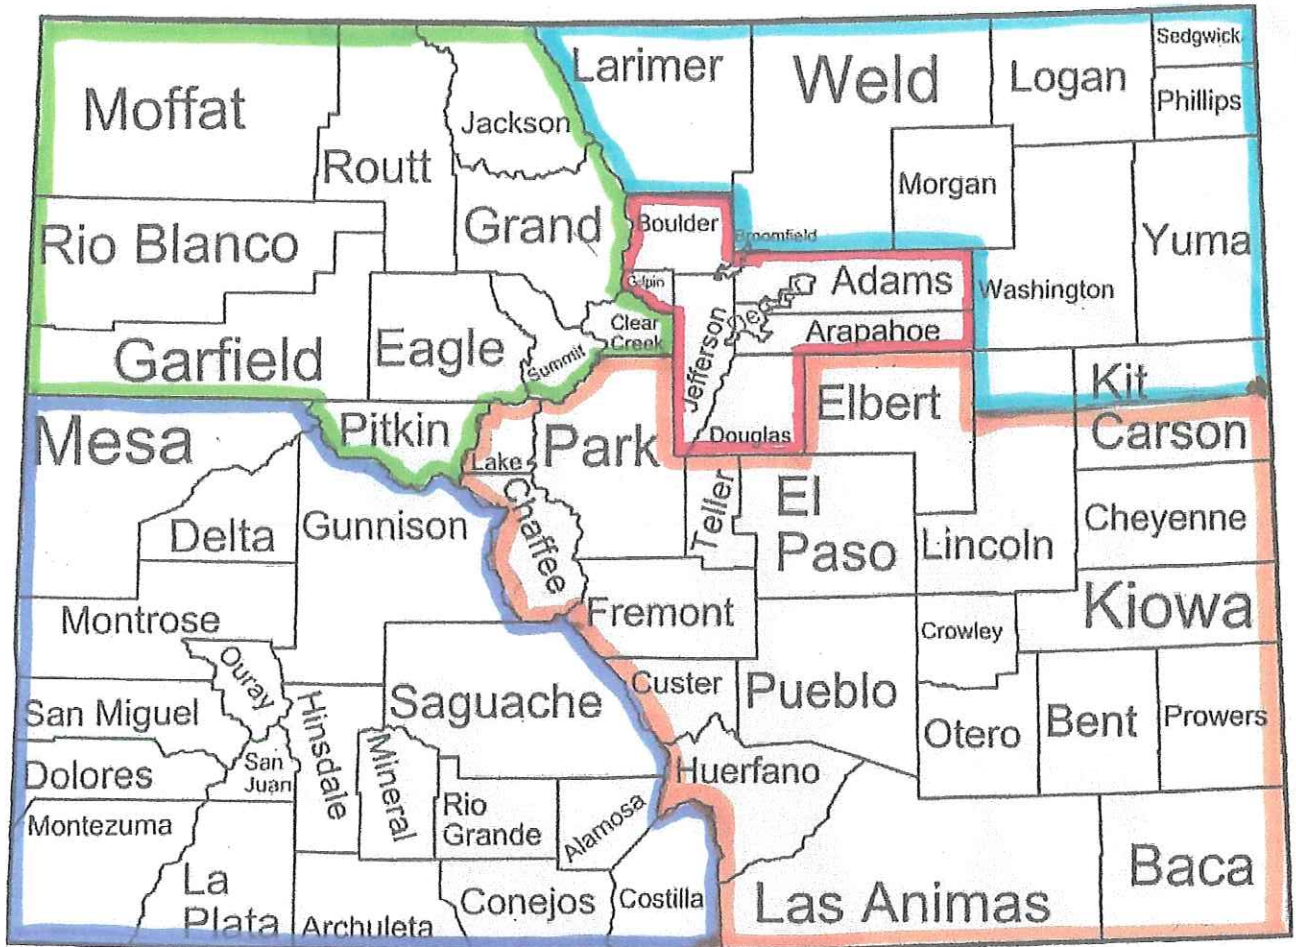 Sedgwick
Larimer
Weld
Logan
Moffat
Phillips
Jackson
Routt
Morgan
Grand
Boulder
Broomfield
Rio Blanco
Yuma
Gilpin
Adams
Washington
Clear
Creek
Jefferson
Den
Arapahoe
Garfield
Eagle
Summit
Kit
Carson
Elbert
Pitkin
Mesa
Park
Douglas
Lake
Teller
El
Paso
Gunnison
Chaffee
Delta
Lincoln
Cheyenne
Montrose
Fremont
Kiowa
Crowley
Ouray
Custer
Pueblo
San Miguel
Hinsdale
Saguache
Otero
Bent
Prowers
Dolores
San
Juan
Mineral
Huerfano
Rio
Grande
Alamosa
Montezuma
La
Plata
Archuleta
Conejos
Costilla
Las Animas
Baca